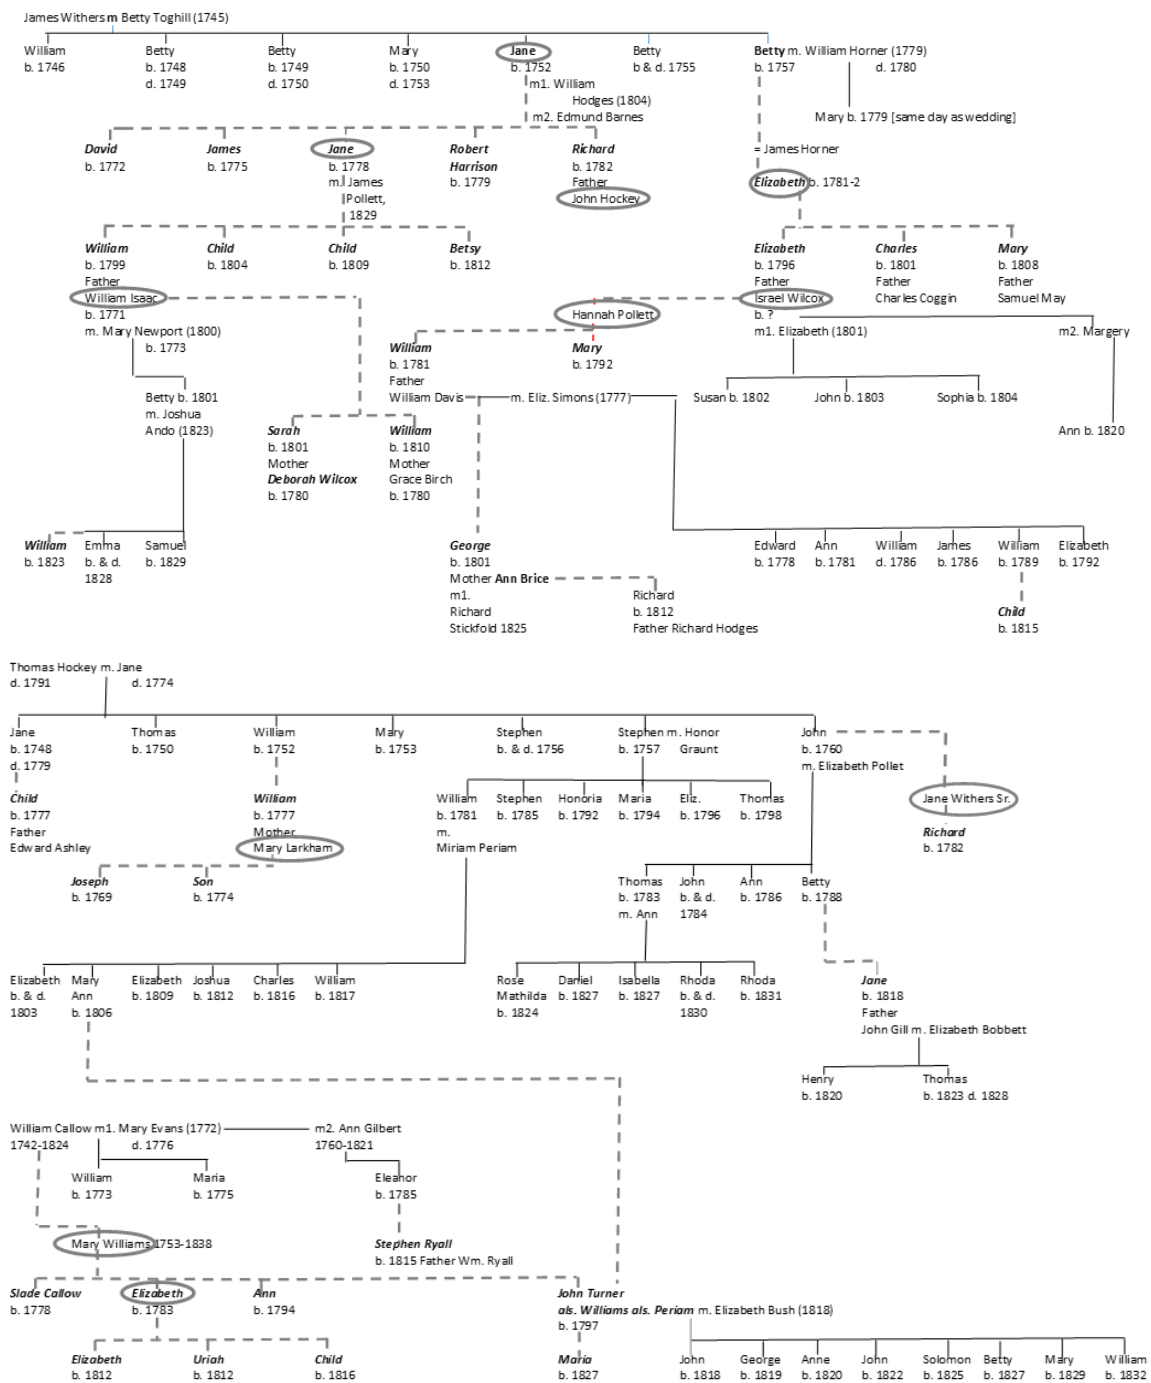 James Withers m Betty Toghill (1745)
William Betty Betty Mary Jane Betty Betty m. William Horner (1779)
b. 1746 b. 1748 b. 1749 b. 1750 b. 1752 b & d. 1755 b. 1757 d. 1780
d. 1749 d. 1750 d. 1753 m1. William
Hodges (1804)
m2. Edmund Barnes Mary b. 1779 [same day as wedding]
David James Jane Robert Richard = James Horner
b. 1772 b. 1775 b. 1778 Harrison b. 1782
m. James b. 1779 Father Elizabeth b. 1781-2
Pollett, John Hockey
1829
William Child Child Betsy Elizabeth Charles Mary
b. 1799 b. 1804 b. 1809 b. 1812 b. 1796 b. 1801 b. 1808
Father Father Father Father
William Isaac Israel Wilcox Charles Coggin Samuel May
b. 1771 Hannah Pollett b. ?
m. Mary Newport (1800) m1. Elizabeth (1801) m2. Margery
b. 1773 William Mary
b. 1781 b. 1792
Father
Betty b. 1801 William Davis m. Eliz. Simons (1777) Susan b. 1802 John b. 1803 Sophia b. 1804
m. Joshua
Ando (1823) Sarah William Ann b. 1820
b. 1801 b. 1810
Mother Mother
Deborah Wilcox Grace Birch
b. 1780 b. 1780
William Emma Samuel George Edward Ann William James William Elizabeth
b. 1823 b. & d. b. 1829 b. 1801 b. 1778 b. 1781 d. 1786 b. 1786 b. 1789 b. 1792
1828 Mother Ann Brice
m1. Richard
Richard b. 1812 Child
Stickfold 1825 Father Richard Hodges b. 1815
Thomas Hockey m. Jane
d. 1791 d. 1774
Jane Thomas William Mary Stephen Stephen m. Honor John
b. 1748 b. 1750 b. 1752 b. 1753 b. & d. 1756 b. 1757 Graunt b. 1760
d. 1779 m. Elizabeth Pollet
Child William William Stephen Honoria Maria Eliz. Thomas Jane Withers Sr.
b. 1777 b. 1777 b. 1781 b. 1785 b. 1792 b. 1794 b. 1796 b. 1798
Father Mother m. Richard
Edward Ashley Mary Larkham Miriam Periam b. 1782
Joseph Son Thomas John Ann Betty
b. 1769 b. 1774 b. 1783 b. & d. b. 1786 b. 1788
m. Ann 1784
Elizabeth Mary Elizabeth Joshua Charles William Rose Daniel Isabella Rhoda Rhoda Jane
b. & d. Ann b. 1809 b. 1812 b. 1816 b. 1817 Mathilda b. 1827 b. 1827 b. & d. b. 1831 b. 1818
1803 b. 1806 b. 1824 1830 Father
John Gill m. Elizabeth Bobbett
Henry Thomas
b. 1820 b. 1823 d. 1828
William Callow m1. Mary Evans (1772) m2. Ann Gilbert
1742-1824 d. 1776 1760-1821
William Maria Eleanor
b. 1773 b. 1775 b. 1785
Mary Williams 1753-1838 Stephen Ryall
b. 1815 Father Wm. Ryall
Slade Callow Elizabeth Ann John Turner
b. 1778 b. 1783 b. 1794 als. Williams als. Periam m. Elizabeth Bush (1818)
b. 1797
Elizabeth Uriah Child Maria John George Anne John Solomon Betty Mary William
b. 1812 b. 1812 b. 1816 b. 1827 b. 1818 b. 1819 b. 1820 b. 1822 b. 1825 b. 1827 b. 1829 b. 1832